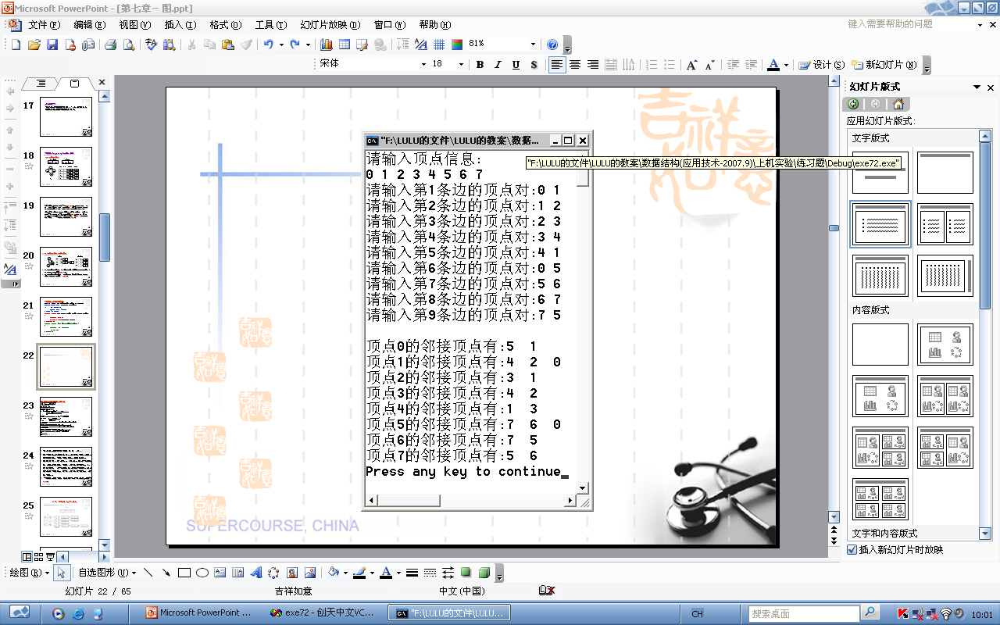 Microsoft PowerPoint - [第七章－ 图.ppt]
文件(F) 编辑(E) 视图(V) 插入(I) 格式(O) 工具(T) 幻灯片放映(D) 窗口(W) 帮助(H) 键入需要帮助的问题
81%
宋体 18 B I U S A A A 设计(S) 新幻灯片(N)
幻灯片版式
应用幻灯片版式:
文字版式
内容版式
文字和内容版式
插入新幻灯片时放映
17
18
19
20
21
22
23
24
25
"F:\LULU的文件\LULU的教案\数据...
"F:\LULU的文件\LULU的教案\数据结构(应用技术-2007.9)\上机实验\练习题\Debug\exe72.exe"
请输入顶点信息:
0 1 2 3 4 5 6 7
请输入第1条边的顶点对:0 1
请输入第2条边的顶点对:1 2
请输入第3条边的顶点对:2 3
请输入第4条边的顶点对:3 4
请输入第5条边的顶点对:4 1
请输入第6条边的顶点对:0 5
请输入第7条边的顶点对:5 6
请输入第8条边的顶点对:6 7
请输入第9条边的顶点对:7 5
顶点0的邻接顶点有:5 1
顶点1的邻接顶点有:4 2 0
顶点2的邻接顶点有:3 1
顶点3的邻接顶点有:4 2
顶点4的邻接顶点有:1 3
顶点5的邻接顶点有:7 6 0
顶点6的邻接顶点有:7 5
顶点7的邻接顶点有:5 6
Press any key to continue_
吉祥如意
SUPERCOURSE, CHINA
绘图(R) 自选图形(U)
幻灯片 22 / 65 吉祥如意 中文(中国)
Microsoft PowerPoint ... exe72 - 创天中文VC... "F:\LULU的文件\LULU... CH 搜索桌面 10:01